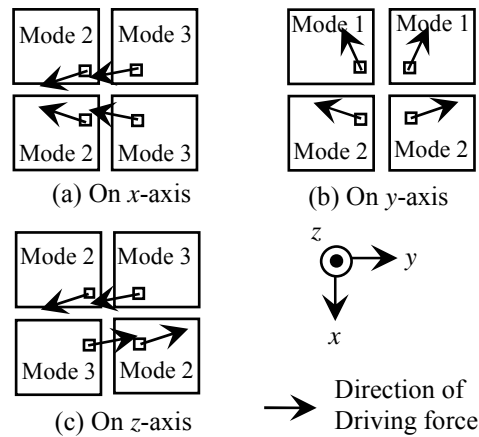 Mode 2 Mode 3
Mode 2 Mode 3
(a) On x-axis
Mode 1 Mode 1
Mode 2 Mode 2
(b) On y-axis
Mode 2 Mode 3
Mode 3 Mode 2
(c) On z-axis
z
y
x
Direction of
Driving force